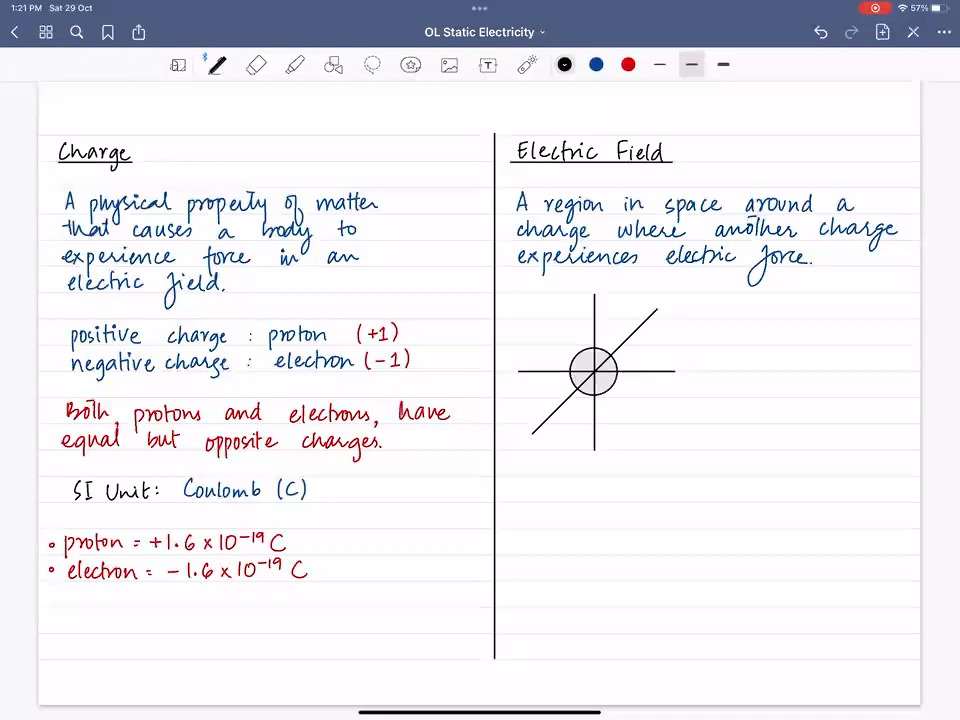 1:21 PM Sat 29 Oct
57%
OL Static Electricity
T
Charge
A physical property of matter
that causes a body to
experience force in an
electric field.
positive charge : proton (+1)
negative charge : electron (-1)
Both, protons and electrons, have
equal but opposite charges.
SI Unit: Coulomb (C)
• proton = +1.6 × 10⁻¹⁹ C
• electron = - 1.6 × 10⁻¹⁹ C
Electric Field
A region in space around a
charge where another charge
experiences electric force.